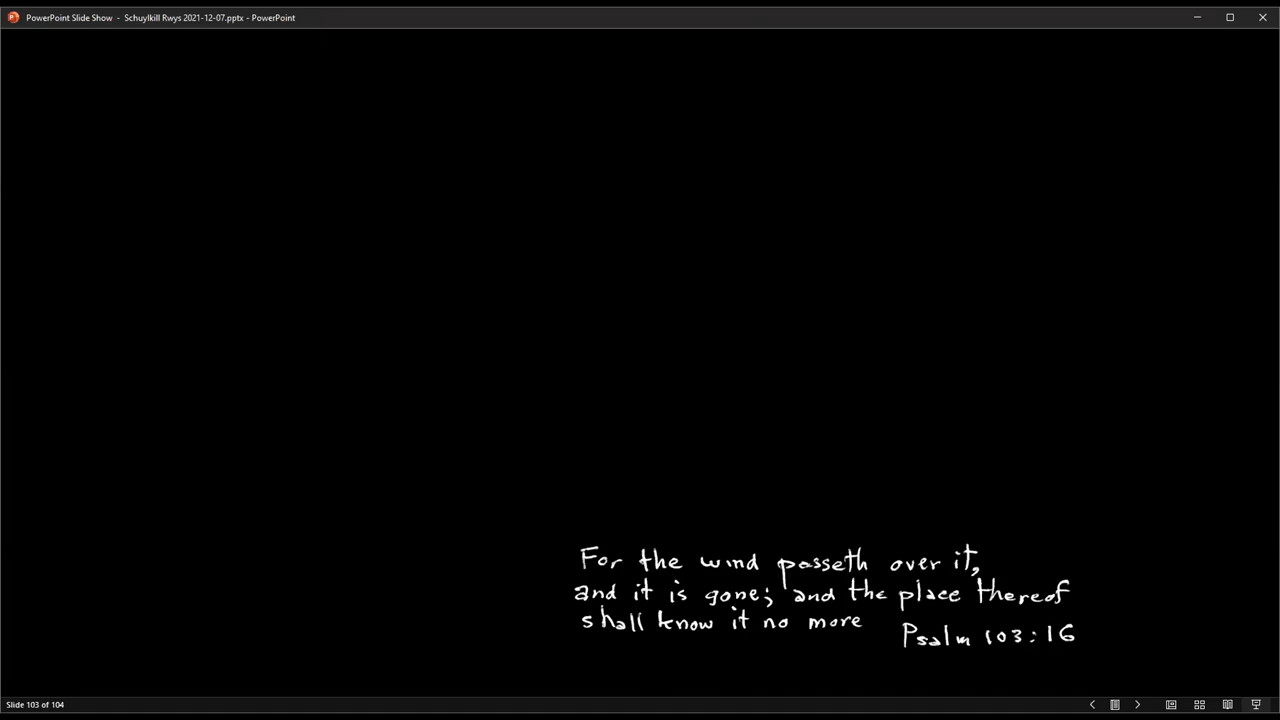 PowerPoint Slide Show - Schuylkill Rwys 2021-12-07.pptx - PowerPoint
For the wind passeth over it,
and it is gone; and the place thereof
shall know it no more
Psalm 103:16
Slide 103 of 104